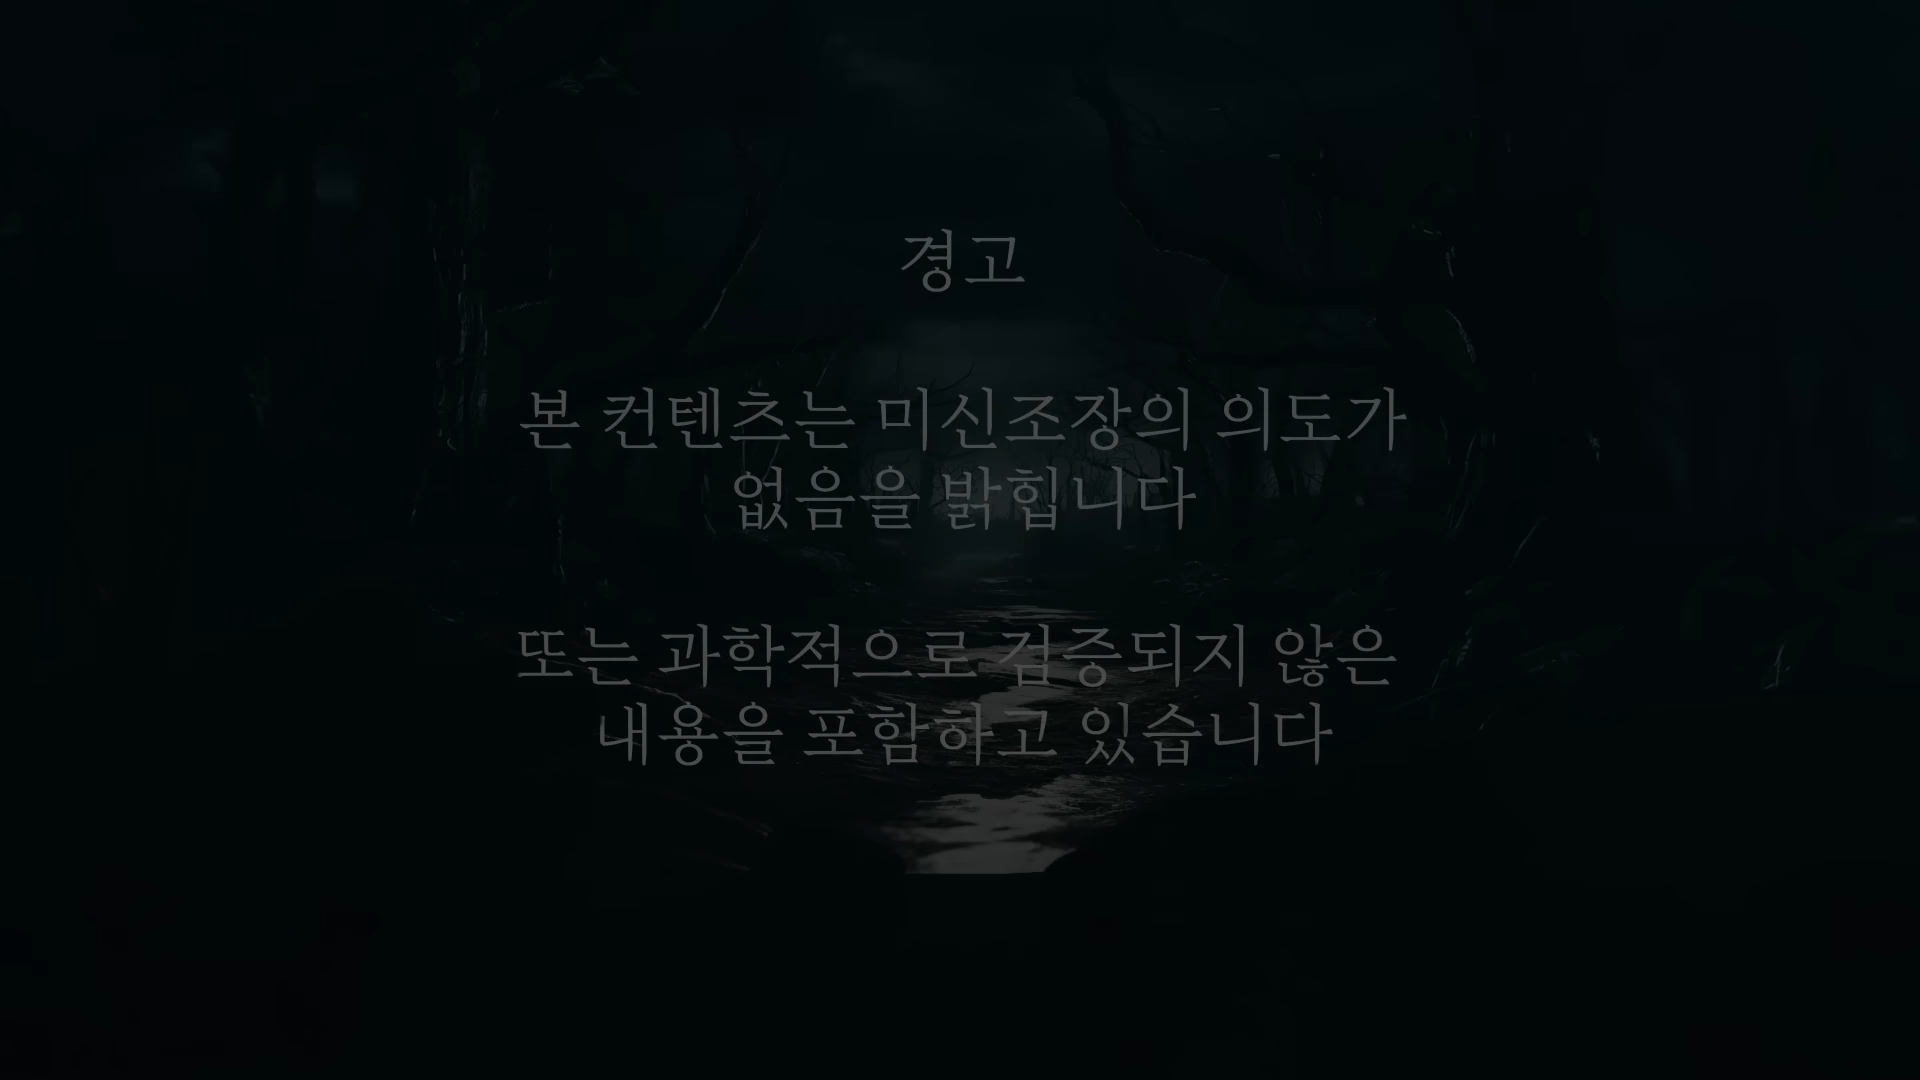 경고
본 컨텐츠는 미신조장의 의도가
없음을 밝힙니다
또는 과학적으로 검증되지 않은
내용을 포함하고 있습니다